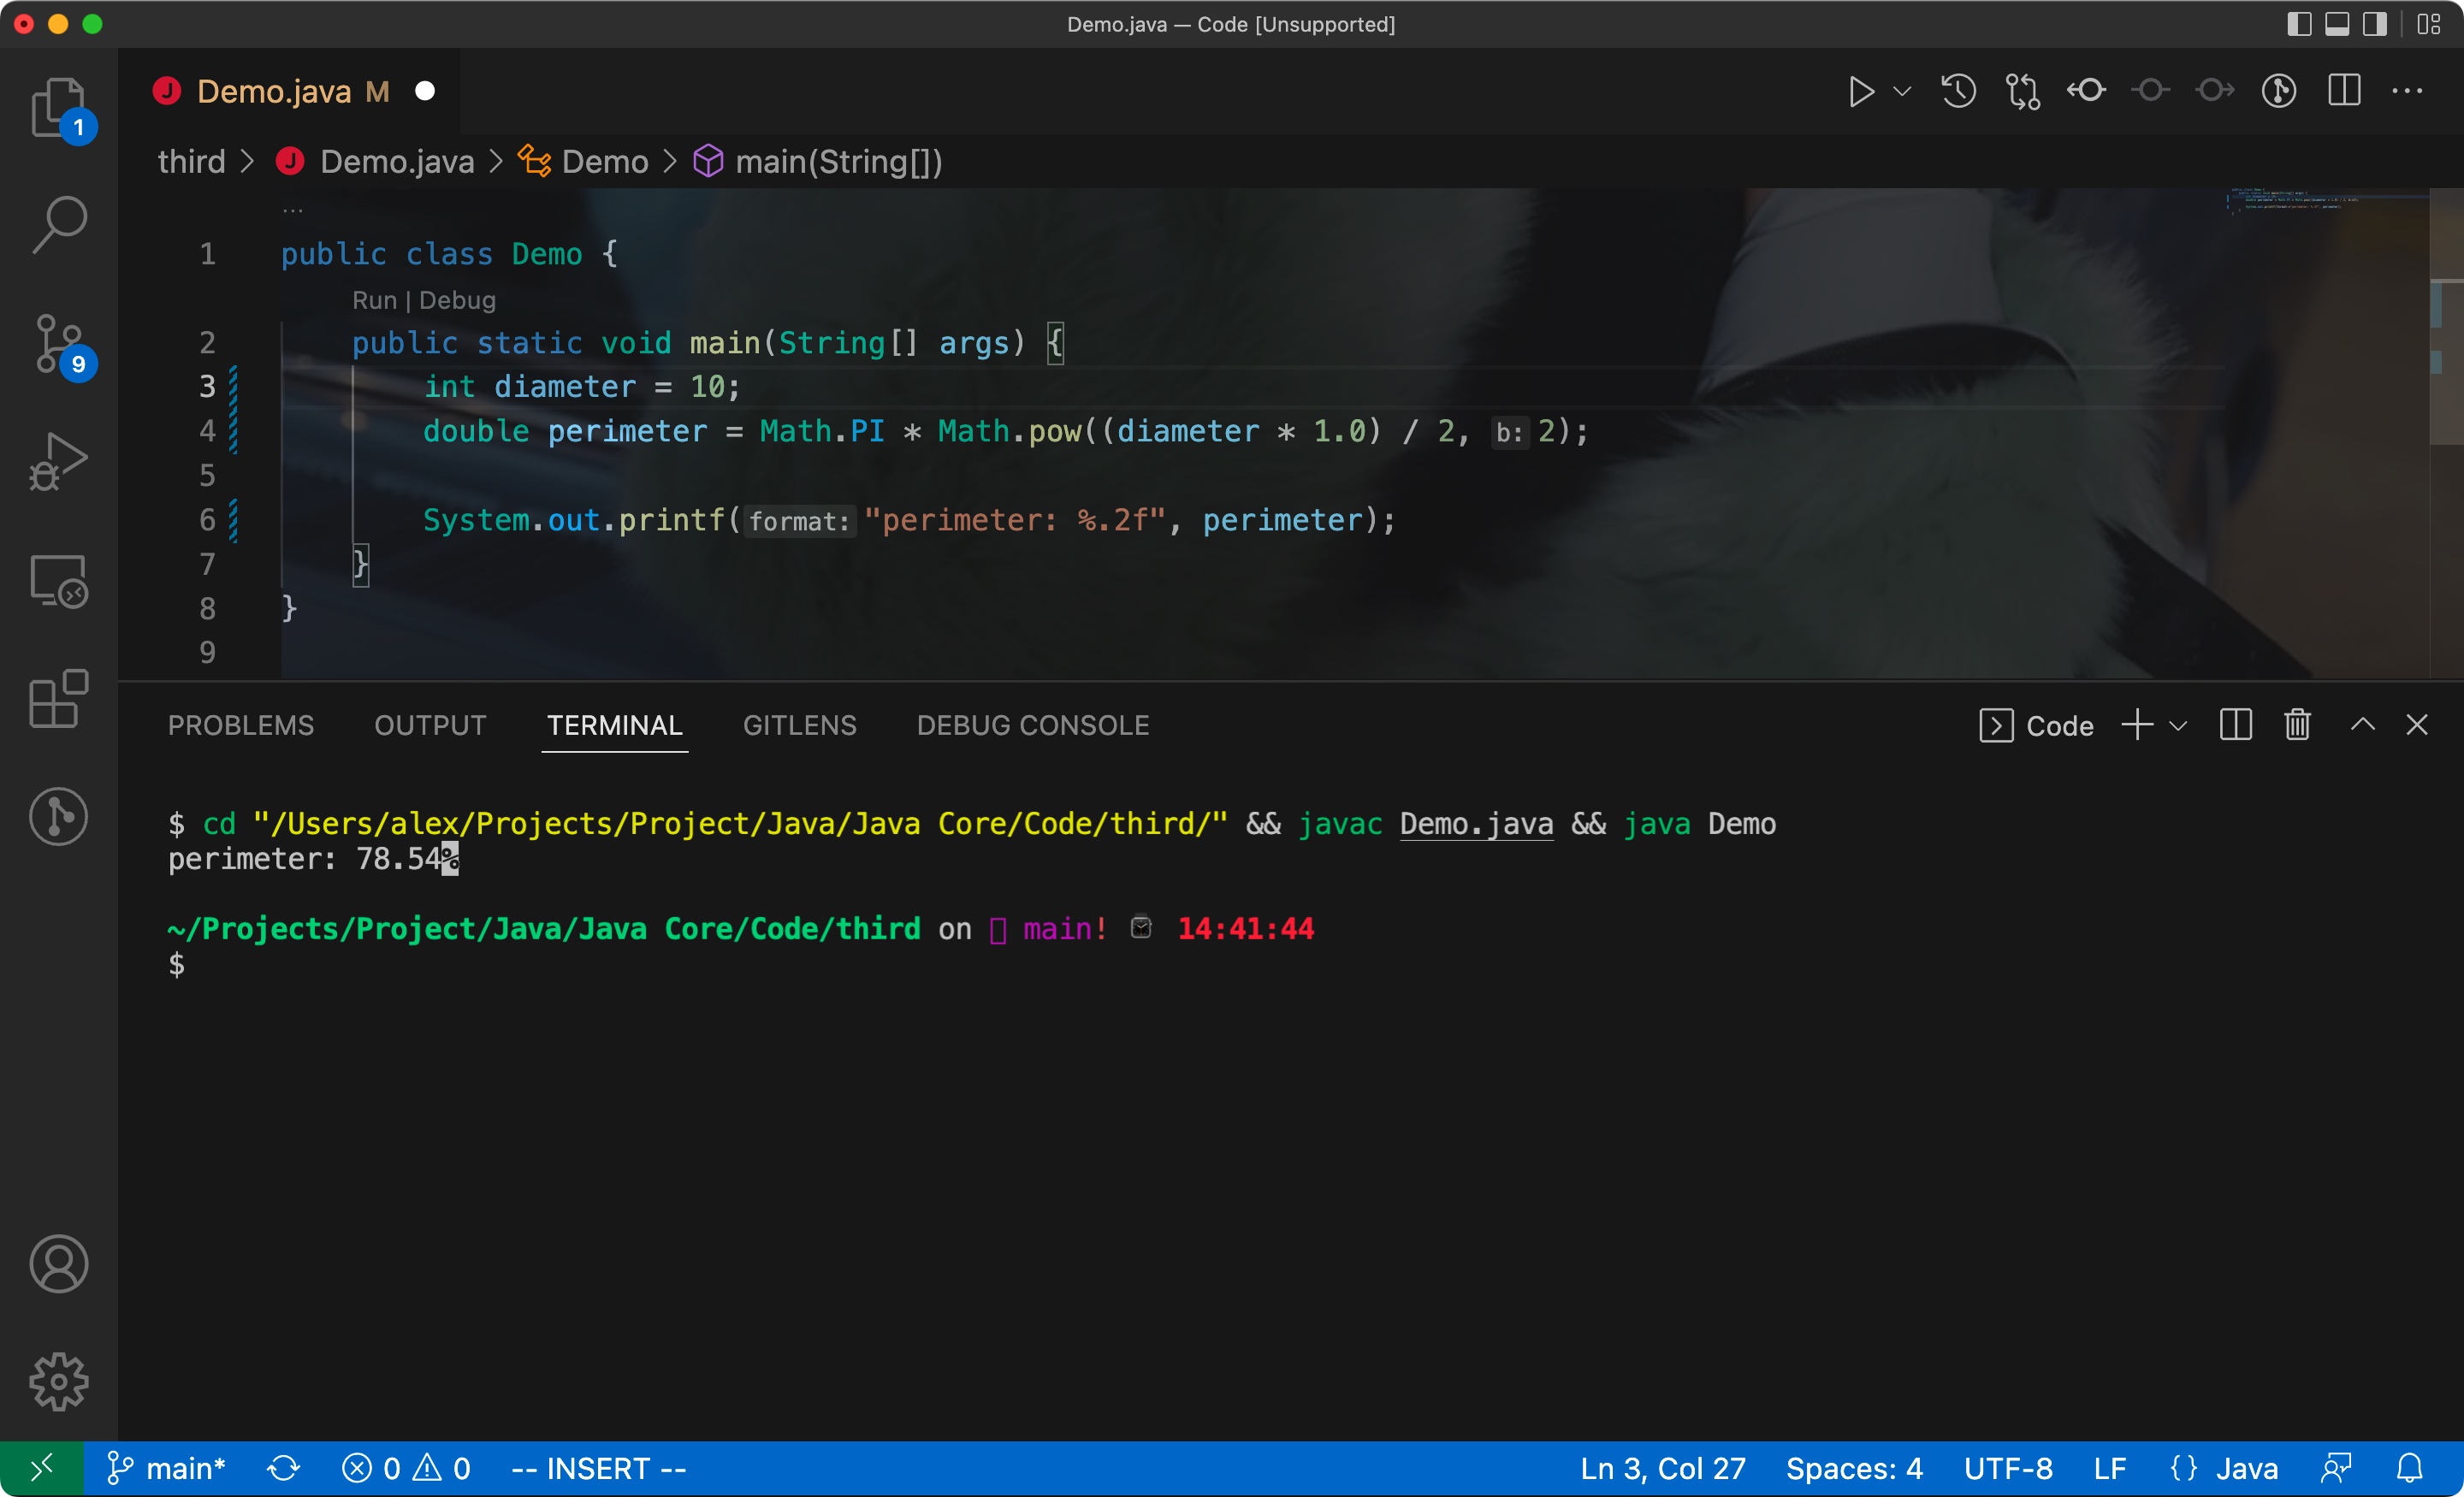 Demo.java — Code [Unsupported]
J Demo.java M
third > J Demo.java > Demo > main(String[])
...
1 public class Demo {
Run | Debug
2 public static void main(String[] args) {
3 int diameter = 10;
4 double perimeter = Math.PI * Math.pow((diameter * 1.0) / 2, b: 2);
5
6 System.out.printf(format: "perimeter: %.2f", perimeter);
7 }
8 }
9
1
9
PROBLEMS OUTPUT TERMINAL GITLENS DEBUG CONSOLE Code
$ cd "/Users/alex/Projects/Project/Java/Java Core/Code/third/" && javac Demo.java && java Demo
perimeter: 78.54%
~/Projects/Project/Java/Java Core/Code/third on main! 14:41:44
$
main* 0 0 -- INSERT -- Ln 3, Col 27 Spaces: 4 UTF-8 LF {} Java